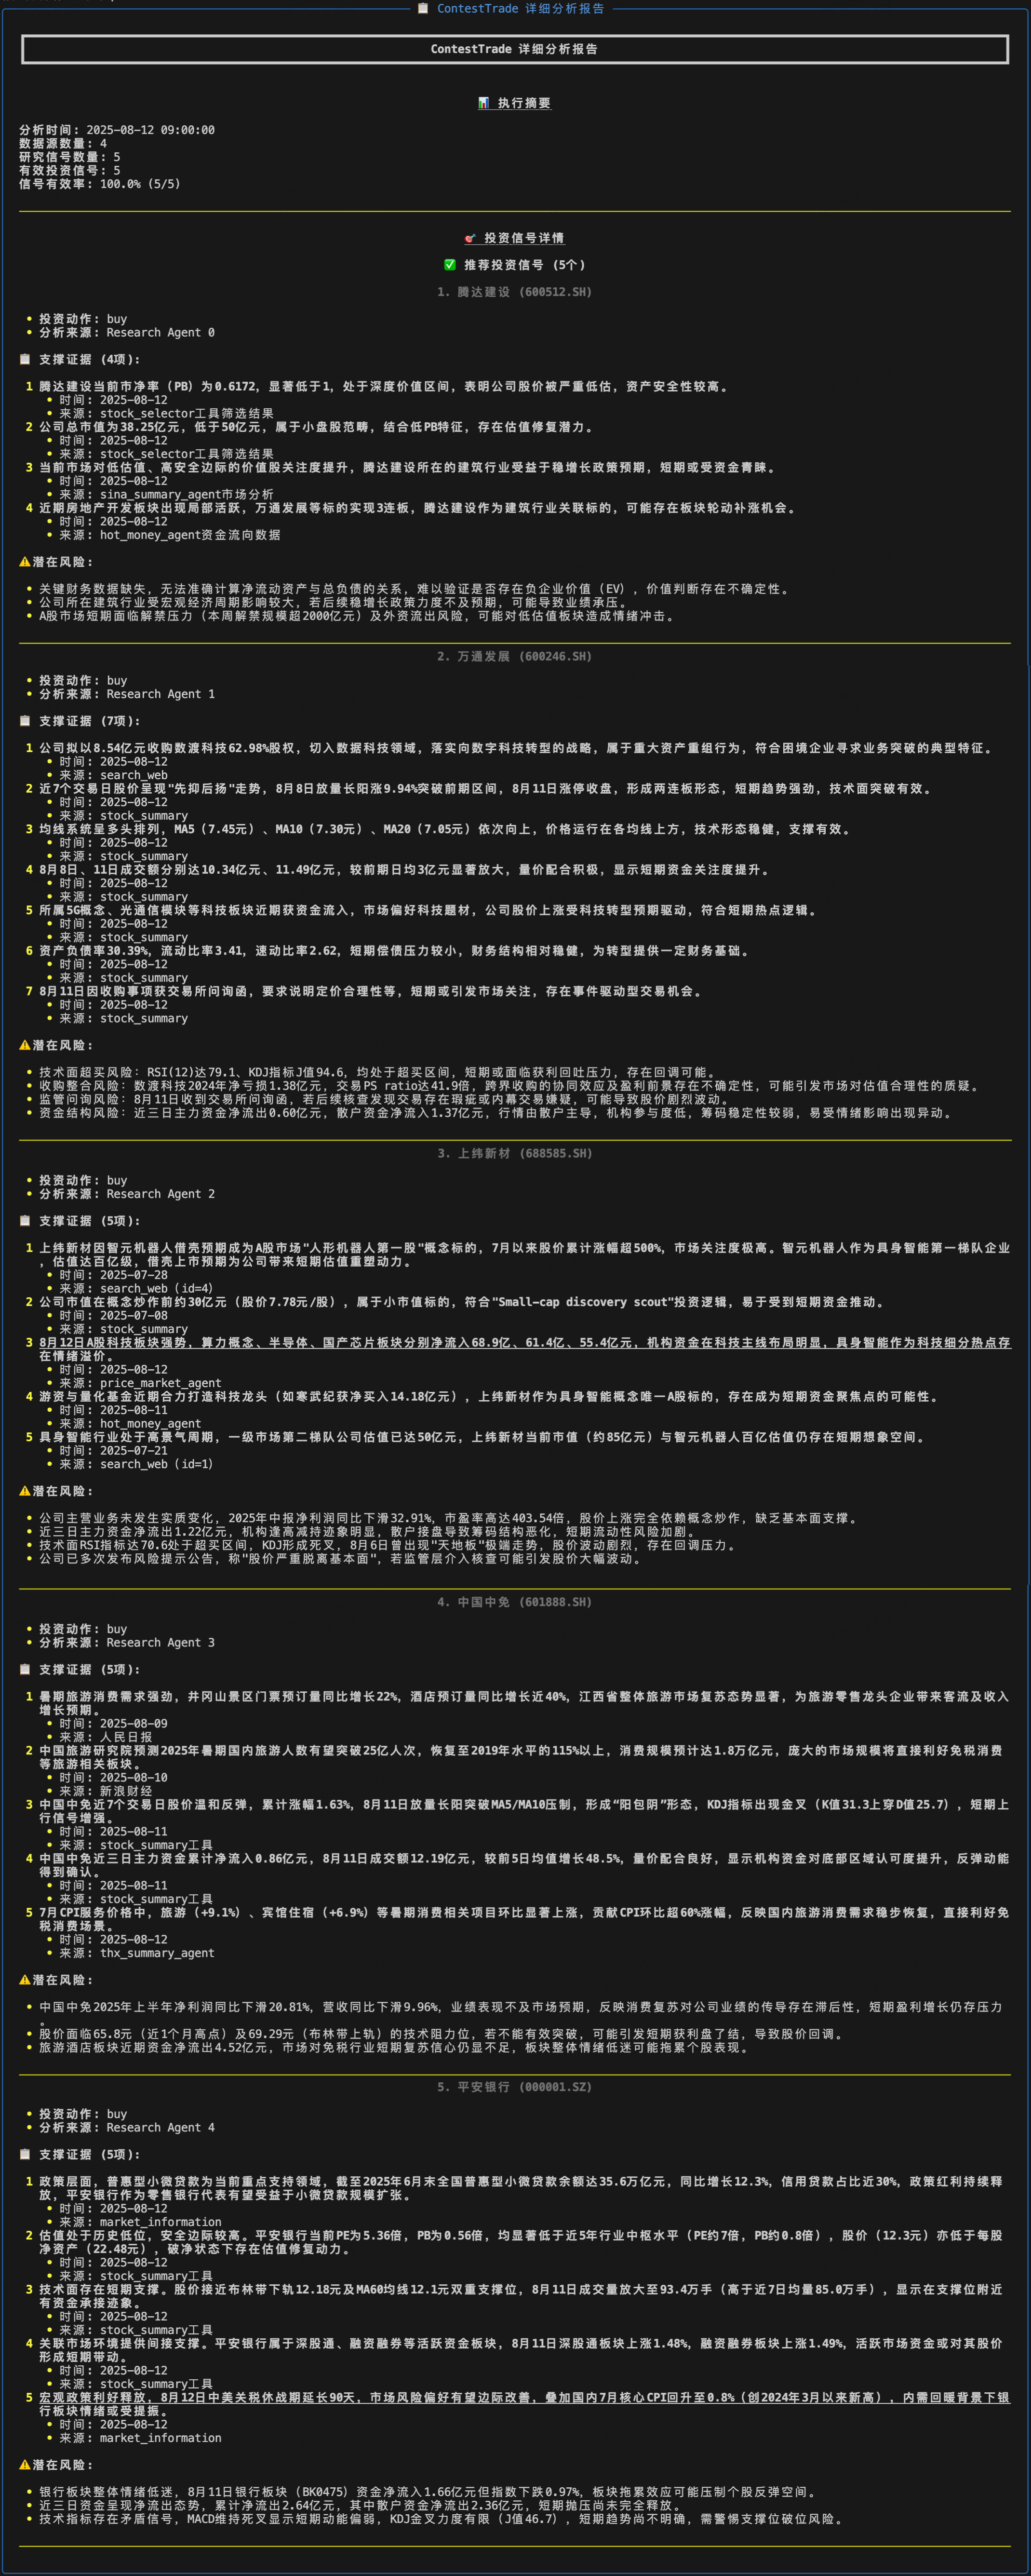 📋 ContestTrade 详细分析报告
ContestTrade 详细分析报告
📊 执行摘要
分析时间: 2025-08-12 09:00:00
数据源数量: 4
研究信号数量: 5
有效投资信号: 5
信号有效率: 100.0% (5/5)
🎯 投资信号详情
✅ 推荐投资信号 (5个)
1. 腾达建设 (600512.SH)
• 投资动作: buy
• 分析来源: Research Agent 0
📋 支撑证据 (4项):
1 腾达建设当前市净率（PB）为0.6172，显著低于1，处于深度价值区间，表明公司股价被严重低估，资产安全性较高。
• 时间: 2025-08-12
• 来源: stock_selector工具筛选结果
2 公司总市值为38.25亿元，低于50亿元，属于小盘股范畴，结合低PB特征，存在估值修复潜力。
• 时间: 2025-08-12
• 来源: stock_selector工具筛选结果
3 当前市场对低估值、高安全边际的价值股关注度提升，腾达建设所在的建筑行业受益于稳增长政策预期，短期或受资金青睐。
• 时间: 2025-08-12
• 来源: sina_summary_agent市场分析
4 近期房地产开发板块出现局部活跃，万通发展等标的实现3连板，腾达建设作为建筑行业关联标的，可能存在板块轮动补涨机会。
• 时间: 2025-08-12
• 来源: hot_money_agent资金流向数据
⚠️潜在风险:
• 关键财务数据缺失，无法准确计算净流动资产与总负债的关系，难以验证是否存在负企业价值（EV），价值判断存在不确定性。
• 公司所在建筑行业受宏观经济周期影响较大，若后续稳增长政策力度不及预期，可能导致业绩承压。
• A股市场短期面临解禁压力（本周解禁规模超2000亿元）及外资流出风险，可能对低估值板块造成情绪冲击。
2. 万通发展 (600246.SH)
• 投资动作: buy
• 分析来源: Research Agent 1
📋 支撑证据 (7项):
1 公司拟以8.54亿元收购数渡科技62.98%股权，切入数据科技领域，落实向数字科技转型的战略，属于重大资产重组行为，符合困境企业寻求业务突破的典型特征。
• 时间: 2025-08-12
• 来源: search_web
2 近7个交易日股价呈现"先抑后扬"走势，8月8日放量长阳涨9.94%突破前期区间，8月11日涨停收盘，形成两连板形态，短期趋势强劲，技术面突破有效。
• 时间: 2025-08-12
• 来源: stock_summary
3 均线系统呈多头排列，MA5（7.45元）、MA10（7.30元）、MA20（7.05元）依次向上，价格运行在各均线上方，技术形态稳健，支撑有效。
• 时间: 2025-08-12
• 来源: stock_summary
4 8月8日、11日成交额分别达10.34亿元、11.49亿元，较前期日均3亿元显著放大，量价配合积极，显示短期资金关注度提升。
• 时间: 2025-08-12
• 来源: stock_summary
5 所属5G概念、光通信模块等科技板块近期获资金流入，市场偏好科技题材，公司股价上涨受科技转型预期驱动，符合短期热点逻辑。
• 时间: 2025-08-12
• 来源: stock_summary
6 资产负债率30.39%，流动比率3.41，速动比率2.62，短期偿债压力较小，财务结构相对稳健，为转型提供一定财务基础。
• 时间: 2025-08-12
• 来源: stock_summary
7 8月11日因收购事项获交易所问询函，要求说明定价合理性等，短期或引发市场关注，存在事件驱动型交易机会。
• 时间: 2025-08-12
• 来源: stock_summary
⚠️潜在风险:
• 技术面超买风险: RSI(12)达79.1、KDJ指标J值94.6，均处于超买区间，短期或面临获利回吐压力，存在回调可能。
• 收购整合风险: 数渡科技2024年净亏损1.38亿元，交易PS ratio达41.9倍，跨界收购的协同效应及盈利前景存在不确定性，可能引发市场对估值合理性的质疑。
• 监管问询风险: 8月11日收到交易所问询函，若后续核查发现交易存在瑕疵或内幕交易嫌疑，可能导致股价剧烈波动。
• 资金结构风险: 近三日主力资金净流出0.60亿元，散户资金净流入1.37亿元，行情由散户主导，机构参与度低，筹码稳定性较弱，易受情绪影响出现异动。
3. 上纬新材 (688585.SH)
• 投资动作: buy
• 分析来源: Research Agent 2
📋 支撑证据 (5项):
1 上纬新材因智元机器人借壳预期成为A股市场"人形机器人第一股"概念标的，7月以来股价累计涨幅超500%，市场关注度极高。智元机器人作为具身智能第一梯队企业
，估值达百亿级，借壳上市预期为公司带来短期估值重塑动力。
• 时间: 2025-07-28
• 来源: search_web（id=4）
2 公司市值在概念炒作前约30亿元（股价7.78元/股），属于小市值标的，符合"Small-cap discovery scout"投资逻辑，易于受到短期资金推动。
• 时间: 2025-07-08
• 来源: stock_summary
3 8月12日A股科技板块强势，算力概念、半导体、国产芯片板块分别净流入68.9亿、61.4亿、55.4亿元，机构资金在科技主线布局明显，具身智能作为科技细分热点存
在情绪溢价。
• 时间: 2025-08-12
• 来源: price_market_agent
4 游资与量化基金近期合力打造科技龙头（如寒武纪获净买入14.18亿元），上纬新材作为具身智能概念唯一A股标的，存在成为短期资金聚焦点的可能性。
• 时间: 2025-08-11
• 来源: hot_money_agent
5 具身智能行业处于高景气周期，一级市场第二梯队公司估值已达50亿元，上纬新材当前市值（约85亿元）与智元机器人百亿估值仍存在短期想象空间。
• 时间: 2025-07-21
• 来源: search_web（id=1）
⚠️潜在风险:
• 公司主营业务未发生实质变化，2025年中报净利润同比下滑32.91%，市盈率高达403.54倍，股价上涨完全依赖概念炒作，缺乏基本面支撑。
• 近三日主力资金净流出1.22亿元，机构逢高减持迹象明显，散户接盘导致筹码结构恶化，短期流动性风险加剧。
• 技术面RSI指标达70.6处于超买区间，KDJ形成死叉，8月6日曾出现"天地板"极端走势，股价波动剧烈，存在回调压力。
• 公司已多次发布风险提示公告，称"股价严重脱离基本面"，若监管层介入核查可能引发股价大幅波动。
4. 中国中免 (601888.SH)
• 投资动作: buy
• 分析来源: Research Agent 3
📋 支撑证据 (5项):
1 暑期旅游消费需求强劲，井冈山景区门票预订量同比增长22%，酒店预订量同比增长近40%，江西省整体旅游市场复苏态势显著，为旅游零售龙头企业带来客流及收入
增长预期。
• 时间: 2025-08-09
• 来源: 人民日报
2 中国旅游研究院预测2025年暑期国内旅游人数有望突破25亿人次，恢复至2019年水平的115%以上，消费规模预计达1.8万亿元，庞大的市场规模将直接利好免税消费
等旅游相关板块。
• 时间: 2025-08-10
• 来源: 新浪财经
3 中国中免近7个交易日股价温和反弹，累计涨幅1.63%，8月11日放量长阳突破MA5/MA10压制，形成“阳包阴”形态，KDJ指标出现金叉（K值31.3上穿D值25.7），短期上
行信号增强。
• 时间: 2025-08-11
• 来源: stock_summary工具
4 中国中免近三日主力资金累计净流入0.86亿元，8月11日成交额12.19亿元，较前5日均值增长48.5%，量价配合良好，显示机构资金对底部区域认可度提升，反弹动能
得到确认。
• 时间: 2025-08-11
• 来源: stock_summary工具
5 7月CPI服务价格中，旅游（+9.1%）、宾馆住宿（+6.9%）等暑期消费相关项目环比显著上涨，贡献CPI环比超60%涨幅，反映国内旅游消费需求稳步恢复，直接利好免
税消费场景。
• 时间: 2025-08-12
• 来源: thx_summary_agent
⚠️潜在风险:
• 中国中免2025年上半年净利润同比下滑20.81%，营收同比下滑9.96%，业绩表现不及市场预期，反映消费复苏对公司业绩的传导存在滞后性，短期盈利增长仍存压力
。
• 股价面临65.8元（近1个月高点）及69.29元（布林带上轨）的技术阻力位，若不能有效突破，可能引发短期获利盘了结，导致股价回调。
• 旅游酒店板块近期资金净流出4.52亿元，市场对免税行业短期复苏信心仍显不足，板块整体情绪低迷可能拖累个股表现。
5. 平安银行 (000001.SZ)
• 投资动作: buy
• 分析来源: Research Agent 4
📋 支撑证据 (5项):
1 政策层面，普惠型小微贷款为当前重点支持领域，截至2025年6月末全国普惠型小微贷款余额达35.6万亿元，同比增长12.3%，信用贷款占比近30%，政策红利持续释
放，平安银行作为零售银行代表有望受益于小微贷款规模扩张。
• 时间: 2025-08-12
• 来源: market_information
2 估值处于历史低位，安全边际较高。平安银行当前PE为5.36倍，PB为0.56倍，均显著低于近5年行业中枢水平（PE约7倍，PB约0.8倍），股价（12.3元）亦低于每股
净资产（22.48元），破净状态下存在估值修复动力。
• 时间: 2025-08-12
• 来源: stock_summary工具
3 技术面存在短期支撑。股价接近布林带下轨12.18元及MA60均线12.1元双重支撑位，8月11日成交量放大至93.4万手（高于近7日均量85.0万手），显示在支撑位附近
有资金承接迹象。
• 时间: 2025-08-12
• 来源: stock_summary工具
4 关联市场环境提供间接支撑。平安银行属于深股通、融资融券等活跃资金板块，8月11日深股通板块上涨1.48%，融资融券板块上涨1.49%，活跃市场资金或对其股价
形成短期带动。
• 时间: 2025-08-12
• 来源: stock_summary工具
5 宏观政策利好释放，8月12日中美关税休战期延长90天，市场风险偏好有望边际改善，叠加国内7月核心CPI回升至0.8%（创2024年3月以来新高），内需回暖背景下银
行板块情绪或受提振。
• 时间: 2025-08-12
• 来源: market_information
⚠️潜在风险:
• 银行板块整体情绪低迷，8月11日银行板块（BK0475）资金净流入1.66亿元但指数下跌0.97%，板块拖累效应可能压制个股反弹空间。
• 近三日资金呈现净流出态势，累计净流出2.64亿元，其中散户资金净流出2.36亿元，短期抛压尚未完全释放。
• 技术指标存在矛盾信号，MACD维持死叉显示短期动能偏弱，KDJ金叉力度有限（J值46.7），短期趋势尚不明确，需警惕支撑位破位风险。